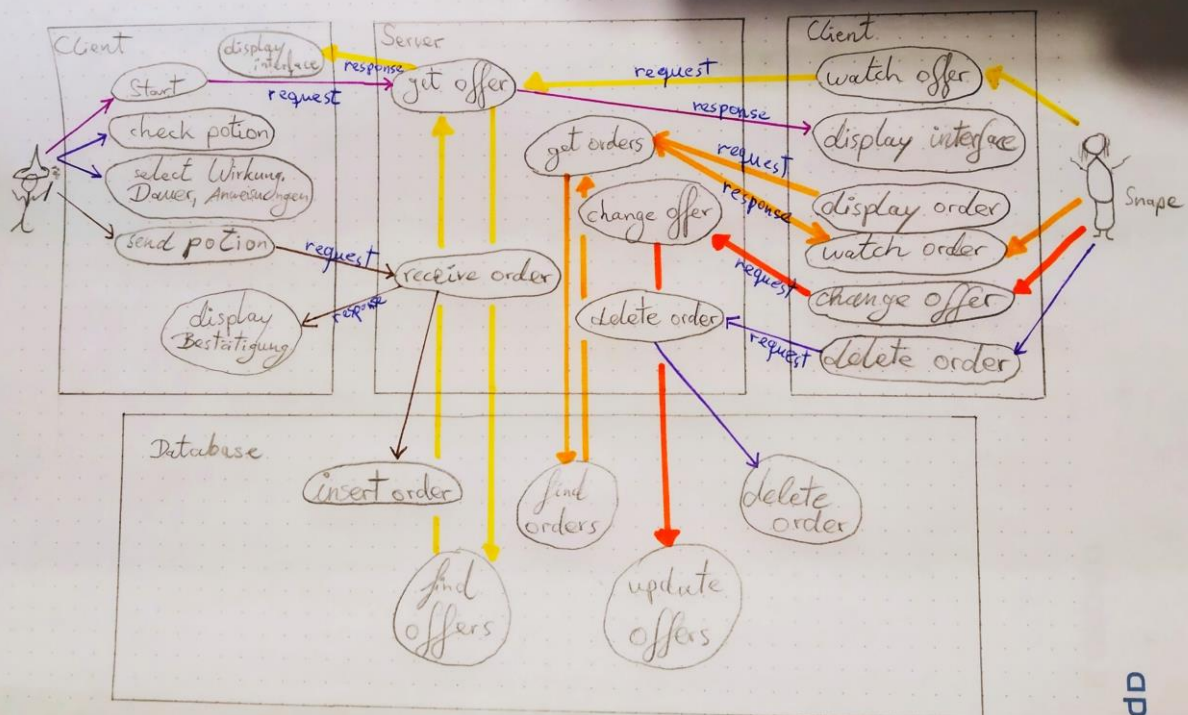 Client
display
interface
Start
check potion
select Wirkung,
Dauer, Anweisungen
send potion
display
Bestätigung
response
request
request
response
Server
get offer
get orders
change offer
receive order
delete order
request
response
request
response
request
request
Client
watch offer
display interface
display order
watch order
change offer
delete order
Snape
Database
insert order
find
orders
delete
order
find
offers
update
offers